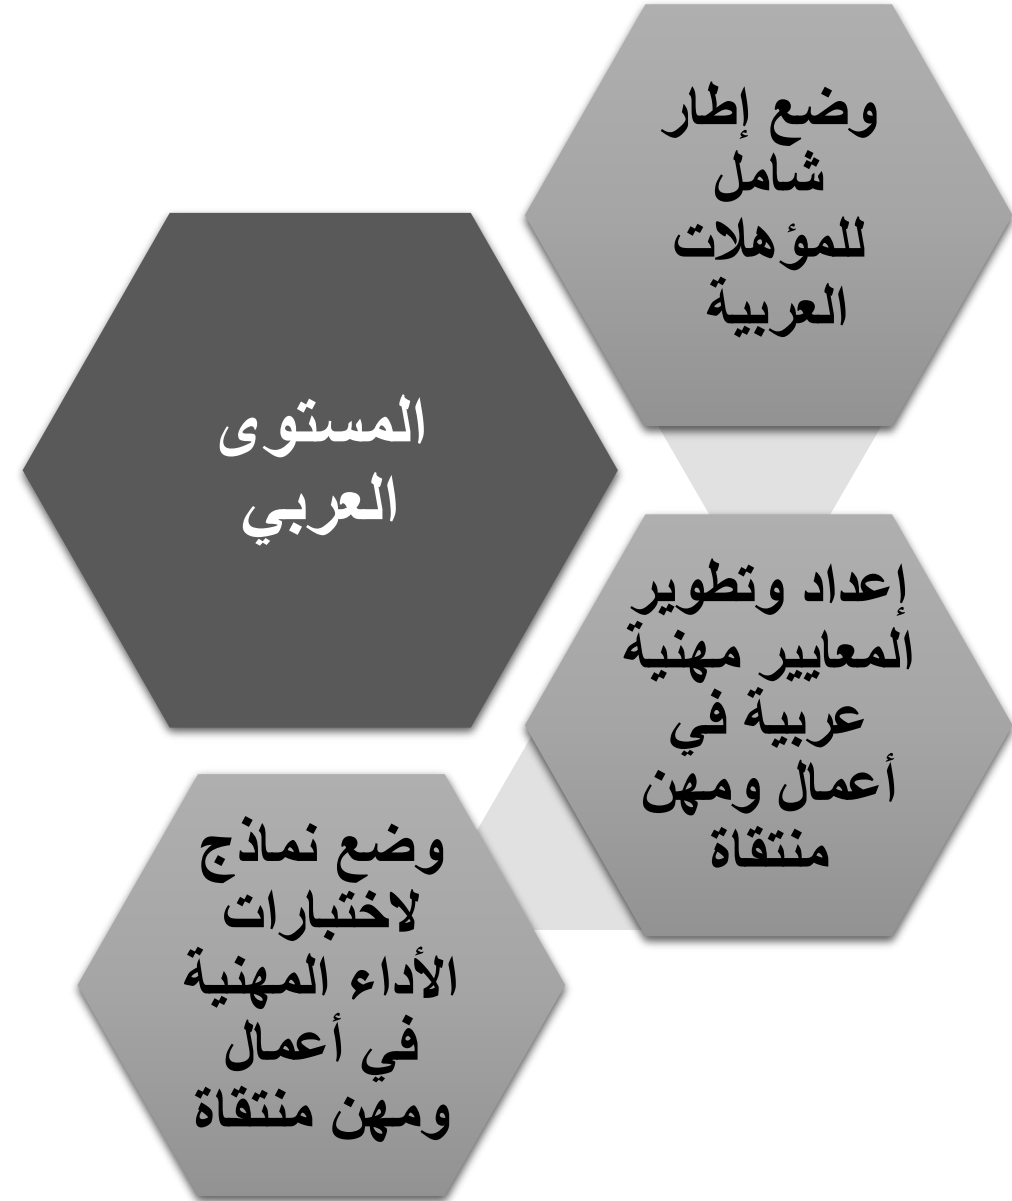 وضع إطار
شامل
للمؤهلات
العربية
المستوى
العربي
إعداد وتطوير
المعايير مهنية
عربية في
أعمال ومهن
منتقاة
وضع نماذج
لاختبارات
الأداء المهنية
في أعمال
ومهن منتقاة